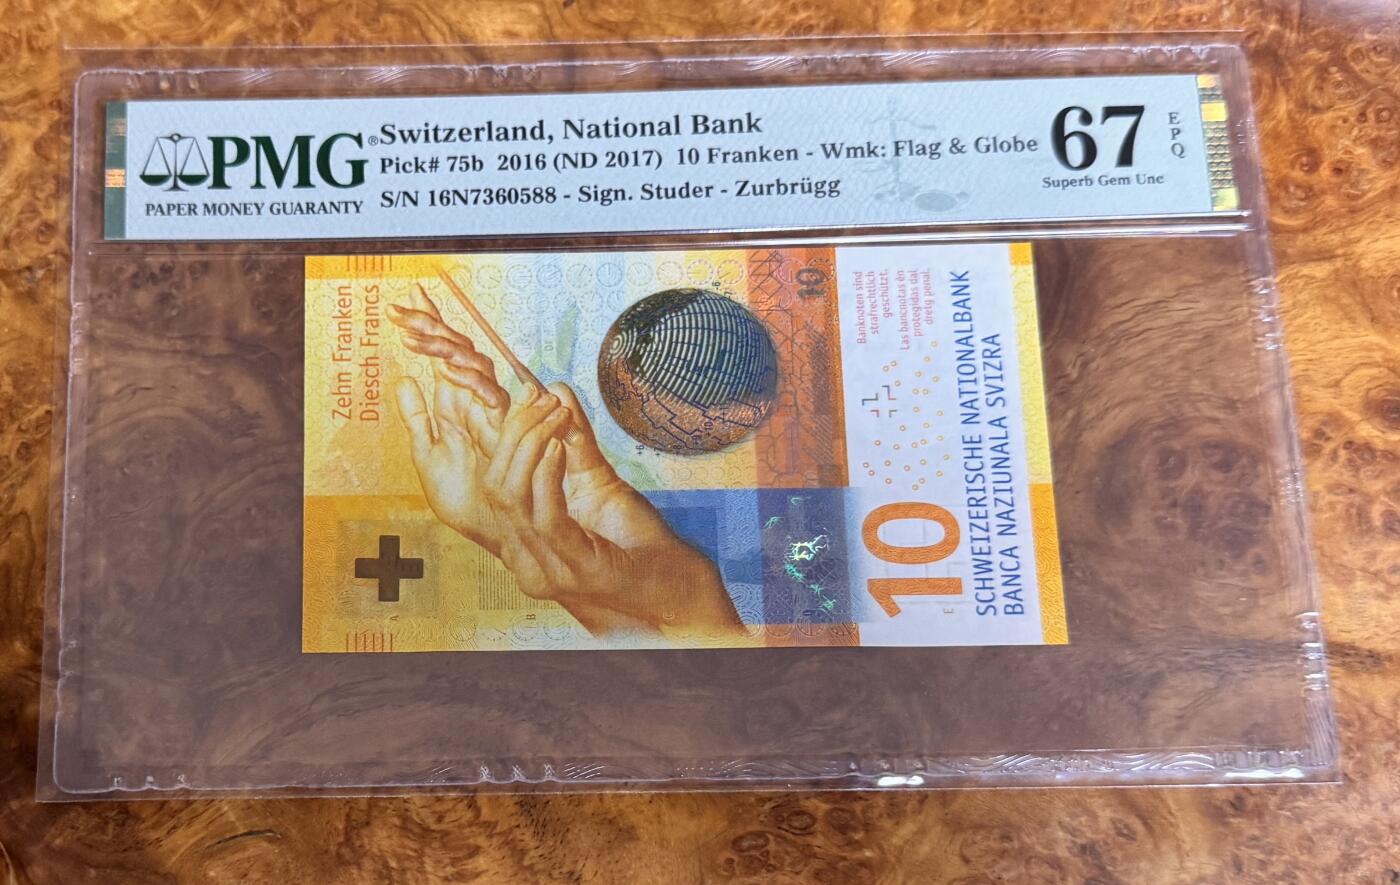 PMG®
PAPER MONEY GUARANTY
Switzerland, National Bank
Pick# 75b 2016 (ND 2017) 10 Franken - Wmk: Flag & Globe
S/N 16N7360588 - Sign. Studer - Zurbrügg
67
EPQ
Superb Gem Unc
Zehn Franken
Diesch Francs
10
Banknoten sind
strafrechtlich
geschützt.
Las bancnotas èn
protegidas dal
dretg penal.
10
SCHWEIZERISCHE NATIONALBANK
BANCA NAZIUNALA SVIZRA
A
B
C
E